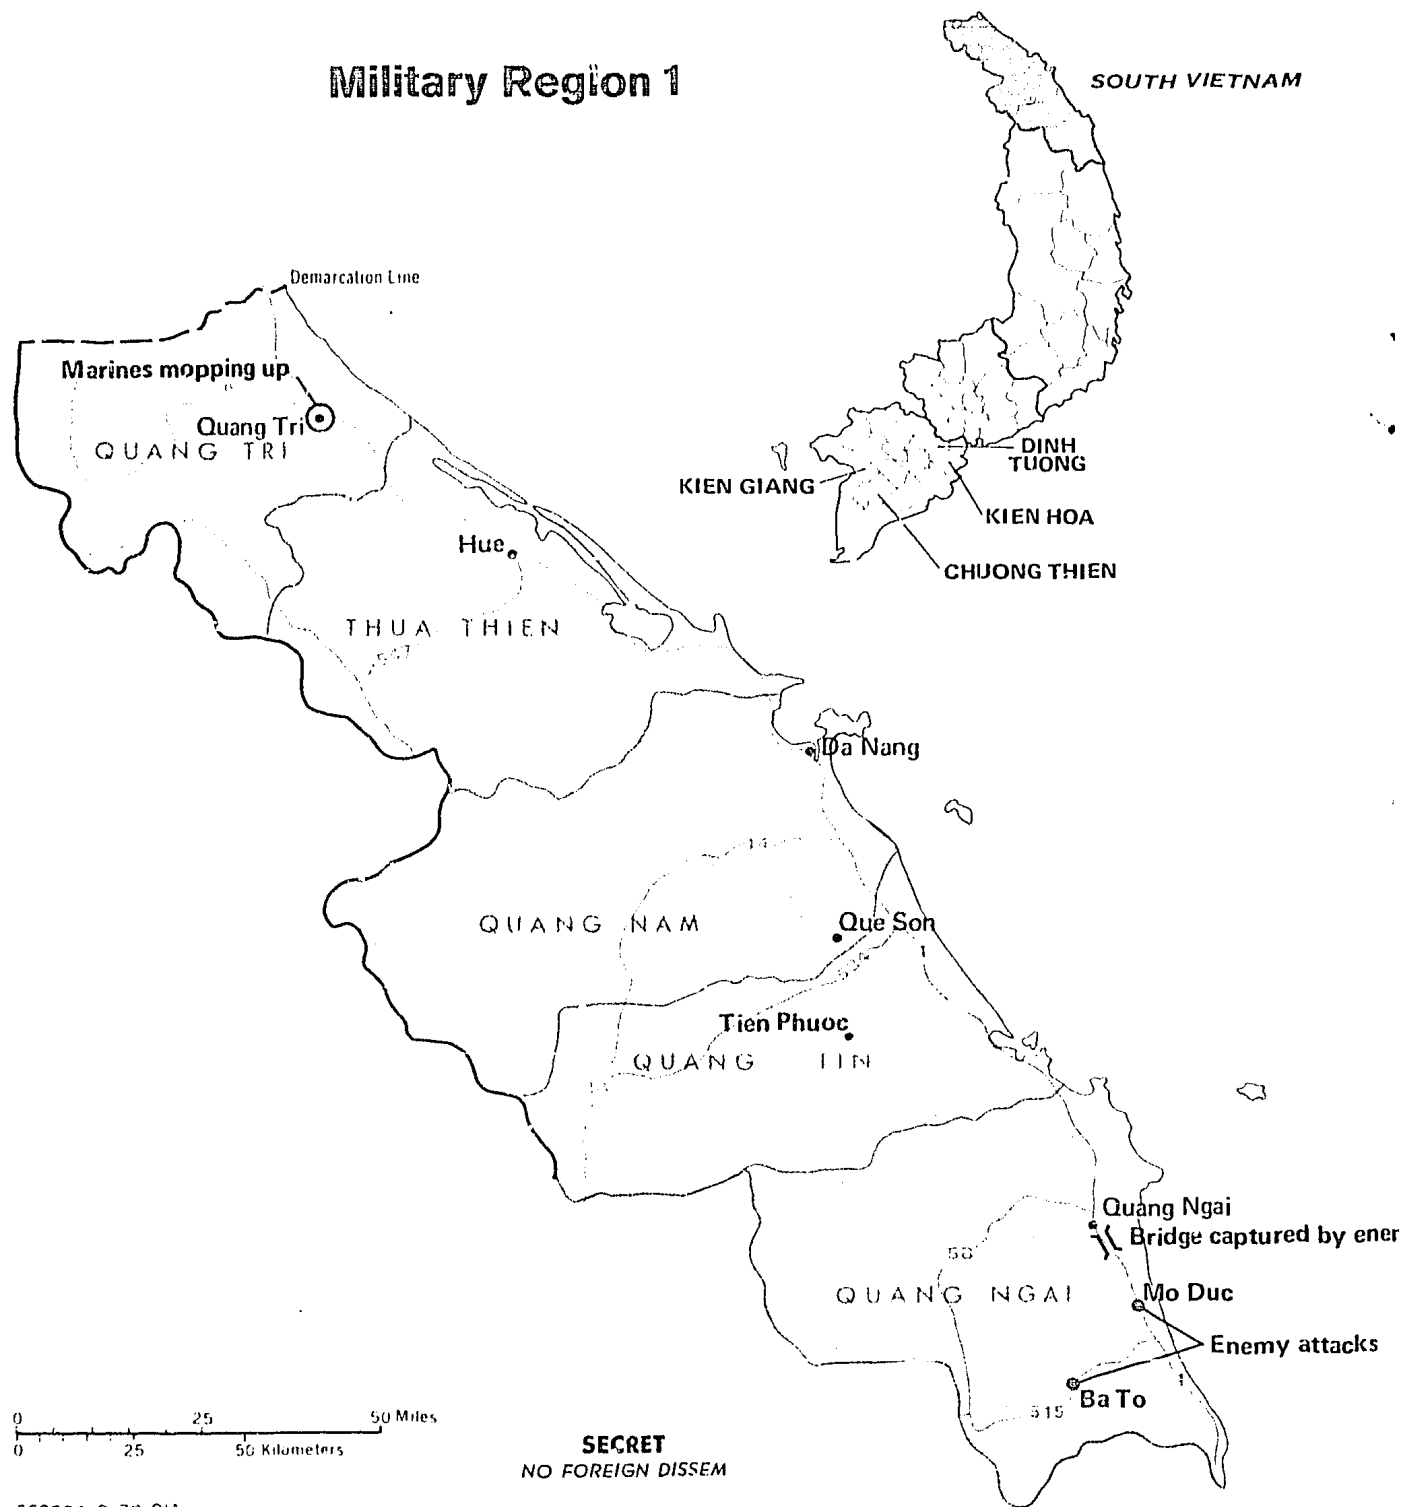 Military Region 1
SOUTH VIETNAM
Demarcation Line
Marines mopping up
Quang Tri
QUANG TRI
DINH
TUONG
KIEN GIANG
KIEN HOA
CHUONG THIEN
Hue
THUA THIEN
547
Da Nang
14
QUANG NAM
Que Son
1
Tien Phuoc
QUANG TIN
Quang Ngai
Bridge captured by ener
QUANG NGAI
Mo Duc
Enemy attacks
1
Ba To
515
0 25 50 Miles
0 25 50 Kilometers
SECRET
NO FOREIGN DISSEM